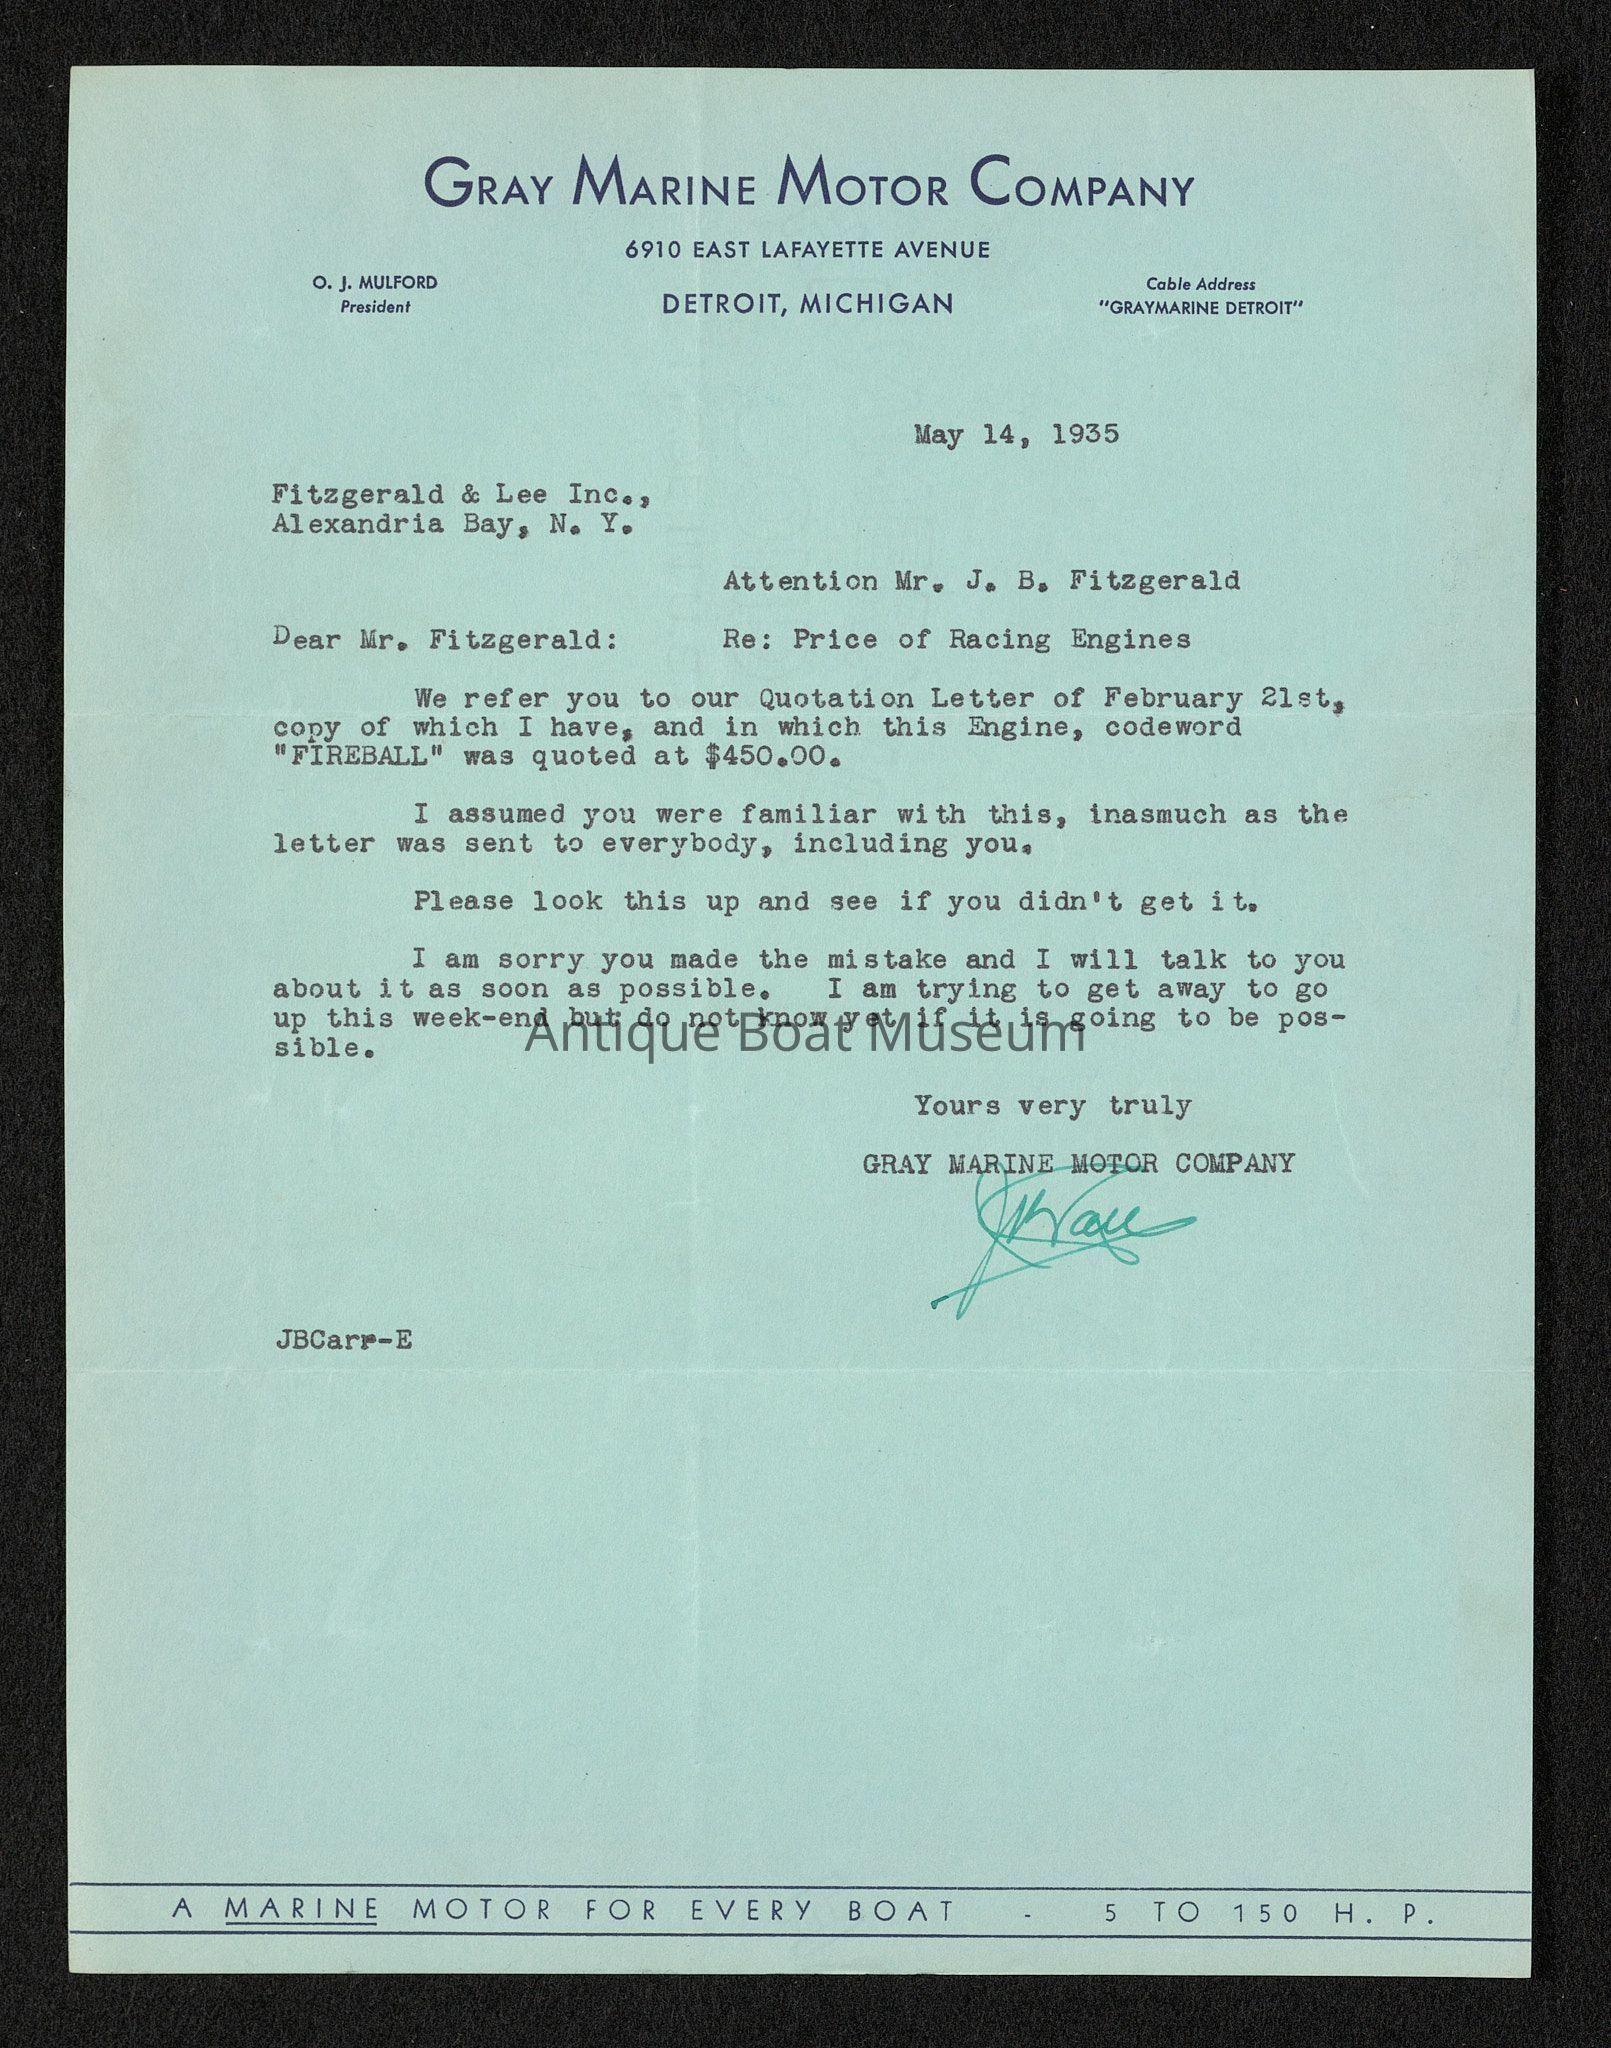 GRAY MARINE MOTOR COMPANY
6910 EAST LAFAYETTE AVENUE
O. J. MULFORD
President
DETROIT, MICHIGAN
Cable Address
"GRAYMARINE DETROIT"
May 14, 1935
Fitzgerald & Lee Inc.,
Alexandria Bay, N. Y.
Attention Mr. J. B. Fitzgerald
Dear Mr. Fitzgerald: Re: Price of Racing Engines
We refer you to our Quotation Letter of February 21st,
copy of which I have, and in which this Engine, codeword
"FIREBALL" was quoted at $450.00.
I assumed you were familiar with this, inasmuch as the
letter was sent to everybody, including you.
Please look this up and see if you didn't get it.
I am sorry you made the mistake and I will talk to you
about it as soon as possible. I am trying to get away to go
up this week-end but do not know yet if it is going to be pos-
sible.
Antique Boat Museum
Yours very truly
GRAY MARINE MOTOR COMPANY
JBCarr-E
A MARINE MOTOR FOR EVERY BOAT - 5 TO 150 H. P.